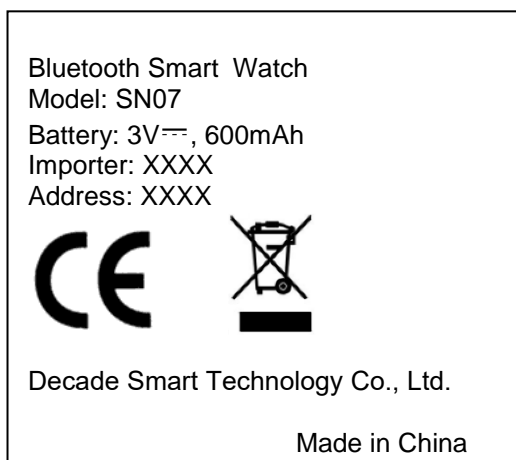 Bluetooth Smart Watch
Model: SN07
Battery: 3V⎓, 600mAh
Importer: XXXX
Address: XXXX
CE
Decade Smart Technology Co., Ltd.
Made in China